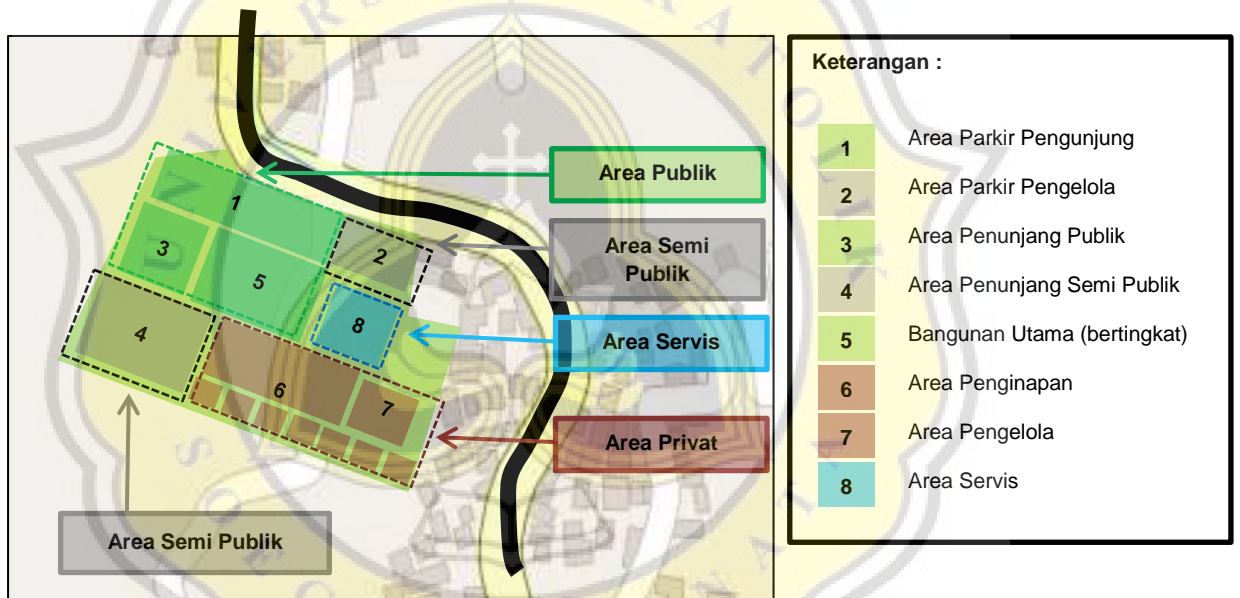 Keterangan :
1 Area Parkir Pengunjung
2 Area Parkir Pengelola
3 Area Penunjang Publik
4 Area Penunjang Semi Publik
5 Bangunan Utama (bertingkat)
6 Area Penginapan
7 Area Pengelola
8 Area Servis
Area Publik
Area Semi
Publik
Area Servis
Area Privat
Area Semi Publik
1
2
3
5
8
4
6
7